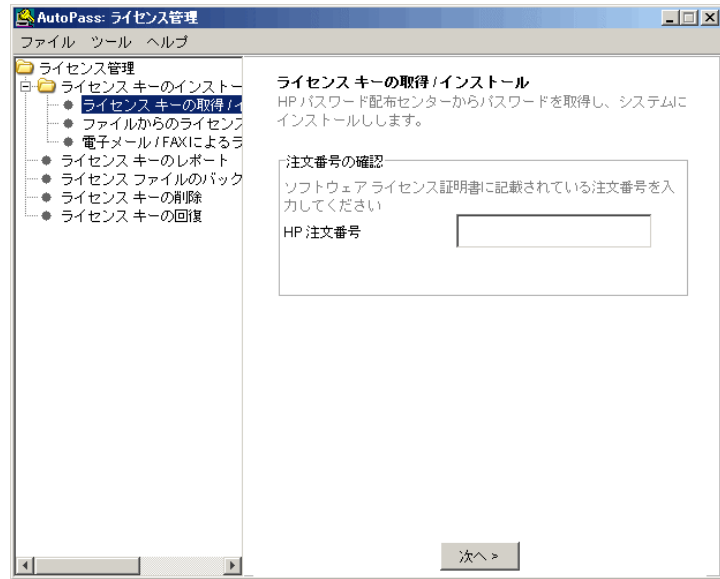 AutoPass: ライセンス管理
ファイル ツール ヘルプ
ライセンス管理
ライセンス キーのインストー
ライセンス キーの取得 / イ
ファイルからのライセンス
電子メール / FAXによるラ
ライセンス キーのレポート
ライセンス ファイルのバック
ライセンス キーの削除
ライセンス キーの回復
ライセンス キーの取得 / インストール
HP パスワード配布センターからパスワードを取得し、システムに
インストールしします。
注文番号の確認
ソフトウェア ライセンス証明書に記載されている注文番号を入
力してください
HP 注文番号
次へ >